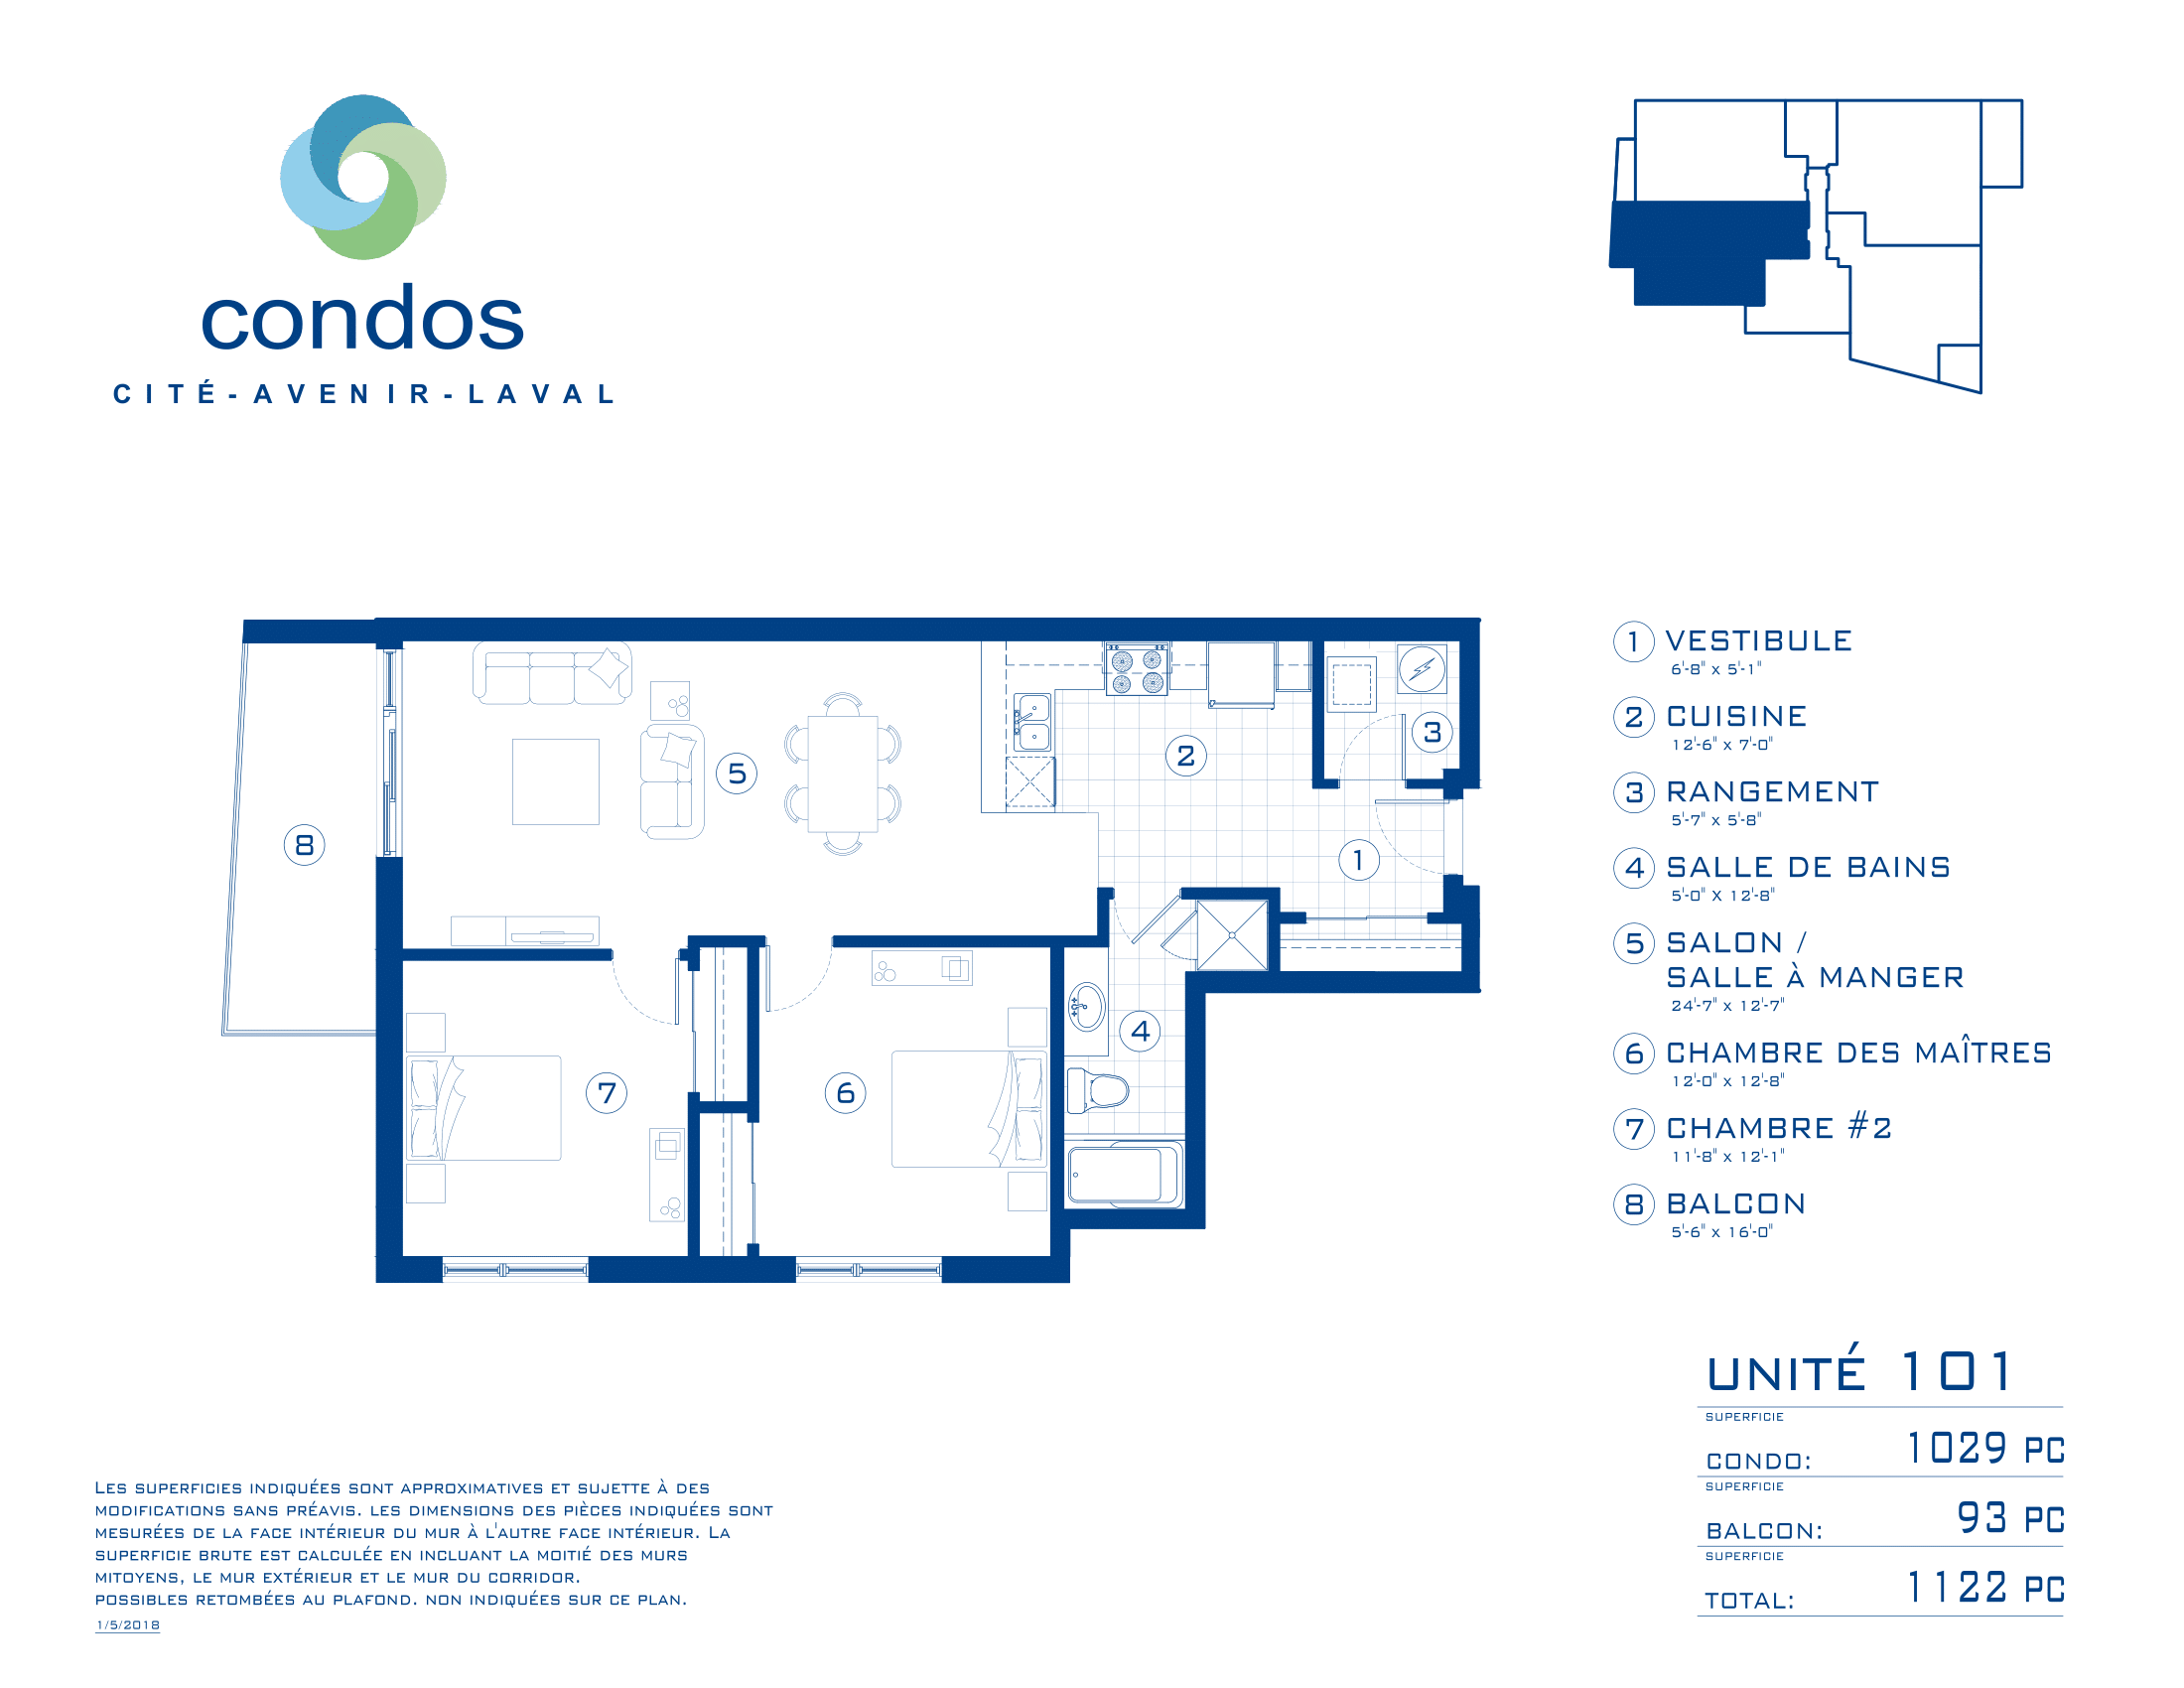 condos
CITÉ-AVENIR-LAVAL
1 VESTIBULE
6'-8" x 5'-1"
2 CUISINE
12'-6" x 7'-0"
3 RANGEMENT
5'-7" x 5'-8"
4 SALLE DE BAINS
5'-0" X 12'-8"
5 SALON /
SALLE À MANGER
24'-7" x 12'-7"
6 CHAMBRE DES MAÎTRES
12'-0" x 12'-8"
7 CHAMBRE #2
11'-8" x 12'-1"
8 BALCON
5'-6" x 16'-0"
1
2
3
4
5
6
7
8
UNITÉ 101
SUPERFICIE
CONDO: 1029 PC
SUPERFICIE
BALCON: 93 PC
SUPERFICIE
TOTAL: 1122 PC
LES SUPERFICIES INDIQUÉES SONT APPROXIMATIVES ET SUJETTE À DES
MODIFICATIONS SANS PRÉAVIS. LES DIMENSIONS DES PIÈCES INDIQUÉES SONT
MESURÉES DE LA FACE INTÉRIEUR DU MUR À L'AUTRE FACE INTÉRIEUR. LA
SUPERFICIE BRUTE EST CALCULÉE EN INCLUANT LA MOITIÉ DES MURS
MITOYENS, LE MUR EXTÉRIEUR ET LE MUR DU CORRIDOR.
POSSIBLES RETOMBÉES AU PLAFOND. NON INDIQUÉES SUR CE PLAN.
1/5/2018